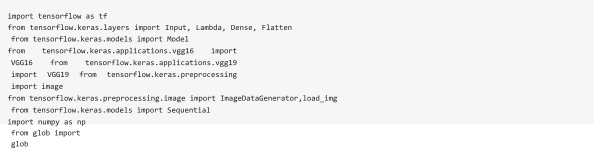 import tensorflow as tf
from tensorflow.keras.layers import Input, Lambda, Dense, Flatten
from tensorflow.keras.models import Model
from tensorflow.keras.applications.vgg16 import
VGG16 from tensorflow.keras.applications.vgg19
import VGG19 from tensorflow.keras.preprocessing
import image
from tensorflow.keras.preprocessing.image import ImageDataGenerator,load_img
from tensorflow.keras.models import Sequential
import numpy as np
from glob import
glob